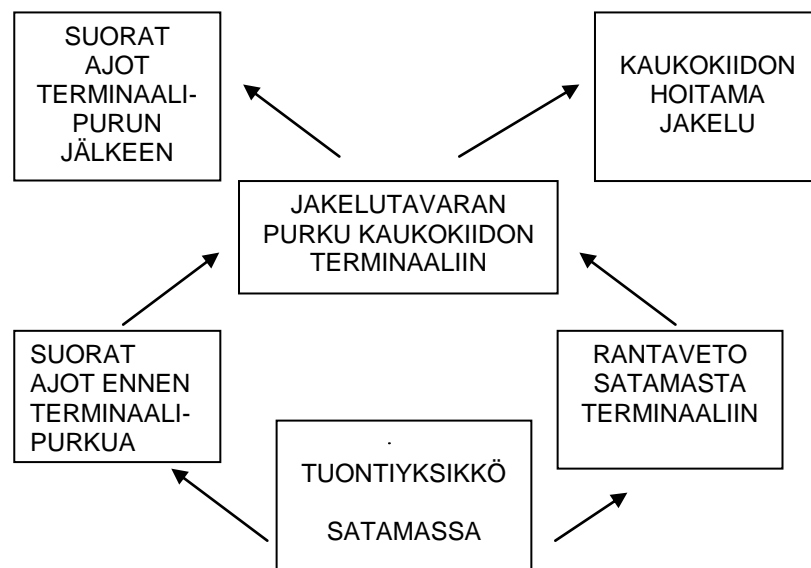 SUORAT
AJOT
TERMINAALI-
PURUN
JÄLKEEN
KAUKOKIIDON
HOITAMA
JAKELU
JAKELUTAVARAN
PURKU KAUKOKIIDON
TERMINAALIIN
SUORAT
AJOT ENNEN
TERMINAALI-
PURKUA
RANTAVETO
SATAMASTA
TERMINAALIIN
TUONTIYKSIKKÖ
SATAMASSA